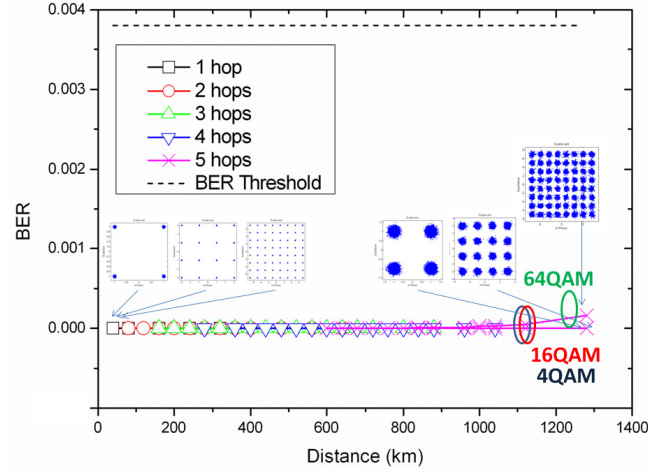 0.004
0.003
0.002
0.001
0.000
BER
1 hop
2 hops
3 hops
4 hops
5 hops
BER Threshold
64QAM
16QAM
4QAM
0
200
400
600
800
1000
1200
1400
Distance (km)